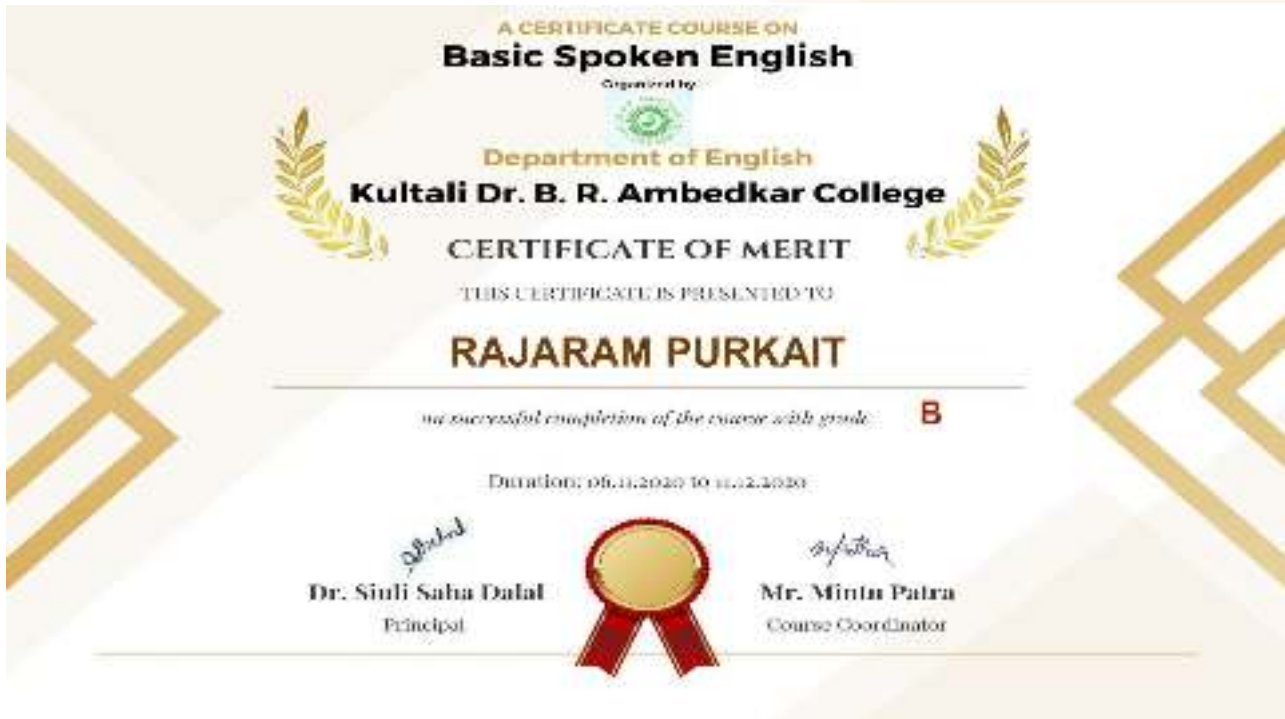 A CERTIFICATE COURSE ON
Basic Spoken English
Organized by
Department of English
Kultali Dr. B. R. Ambedkar College
CERTIFICATE OF MERIT
THIS CERTIFICATE IS PRESENTED TO
RAJARAM PURKAIT
on successful completion of the course with grade B
Duration: 06.11.2020 to 11.12.2020
Dr. Siuli Saha Dalal Mr. Mintu Patra
Principal Course Coordinator